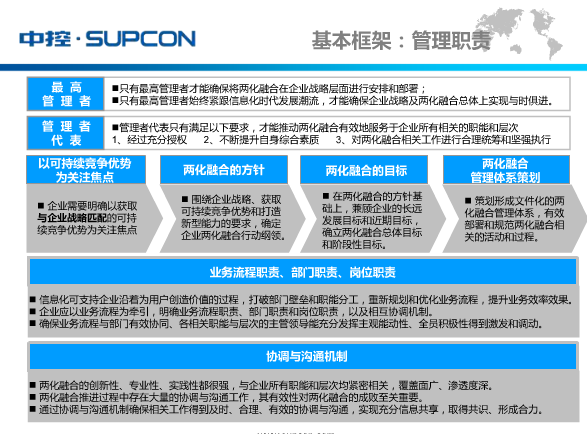 中控·SUPCON
基本框架：管理职责
最 高
管 理 者
■只有最高管理者才能确保将两化融合在企业战略层面进行安排和部署；
■只有最高管理者始终紧跟信息化时代发展潮流，才能确保企业战略及两化融合总体上实现与时俱进。
管 理 者
代 表
■管理者代表只有满足以下要求，才能推动两化融合有效地服务于企业所有相关的职能和层次
1、经过充分授权 2、不断提升自身综合素质 3、对两化融合相关工作进行合理统筹和坚强执行
以可持续竞争优势
为关注焦点
■ 企业需要明确以获取
与企业战略匹配的可持
续竞争优势为关注焦点
两化融合的方针
■ 围绕企业战略、获取
可持续竞争优势和打造
新型能力的要求，确定
企业两化融合行动纲领。
两化融合的目标
■ 在两化融合的方针基
础上，兼顾企业的长远
发展目标和近期目标，
确立两化融合总体目标
和阶段性目标。
两化融合
管理体系策划
■ 策划形成文件化的两
化融合管理体系，有效
部署和规范两化融合相
关的活动和过程。
业务流程职责、部门职责、岗位职责
■ 信息化可支持企业沿着为用户创造价值的过程，打破部门壁垒和职能分工，重新规划和优化业务流程，提升业务效率效果。
■ 企业应以业务流程为牵引，明确业务流程职责、部门职责和岗位职责，以及相互协调机制。
■ 确保业务流程与部门有效协同、各相关职能与层次的主管领导能充分发挥主观能动性、全员积极性得到激发和调动。
协调与沟通机制
■ 两化融合的创新性、专业性、实践性都很强，与企业所有职能和层次均紧密相关，覆盖面广、渗透度深。
■ 两化融合推进过程中存在大量的协调与沟通工作，其有效性对两化融合的成败至关重要。
■ 通过协调与沟通机制确保相关工作得到及时、合理、有效的协调与沟通，实现充分信息共享，取得共识、形成合力。